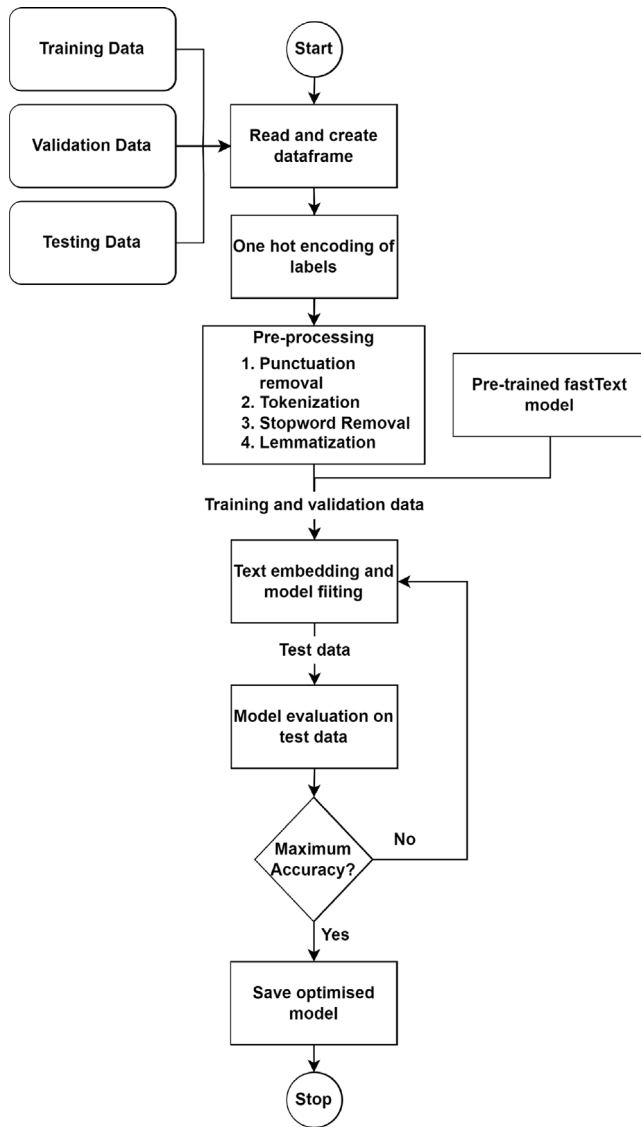 Training Data
Start
Validation Data
Read and create
dataframe
Testing Data
One hot encoding of
labels
Pre-processing
1. Punctuation
removal
2. Tokenization
3. Stopword Removal
4. Lemmatization
Pre-trained fastText
model
Training and validation data
Text embedding and
model fiiting
Test data
Model evaluation on
test data
Maximum
Accuracy?
No
Yes
Save optimised
model
Stop